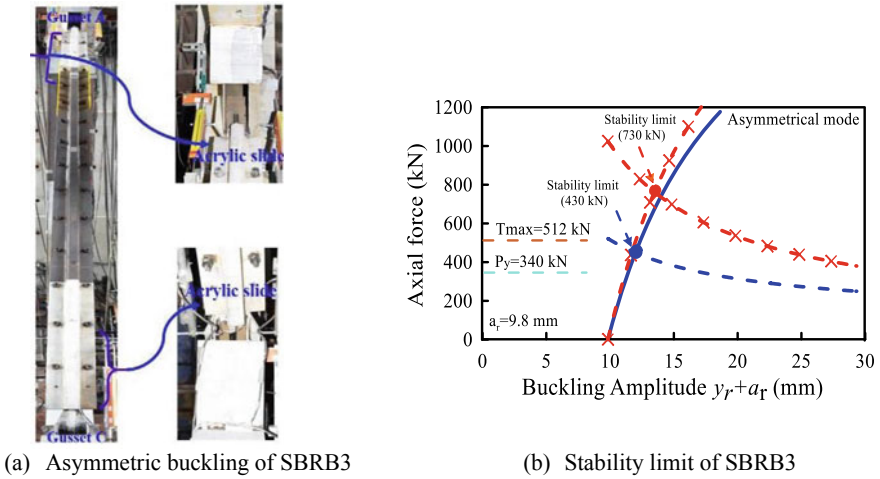 Gusset A
Acrylic slide
Acrylic slide
Gusset C
(a) Asymmetric buckling of SBRB3
Axial force (kN)
1200
1000
800
600
400
200
0
Stability limit
(730 kN)
Asymmetrical mode
Stability limit
(430 kN)
Tmax=512 kN
Py=340 kN
aᵣ=9.8 mm
0 5 10 15 20 25 30
Buckling Amplitude yᵣ+aᵣ (mm)
(b) Stability limit of SBRB3